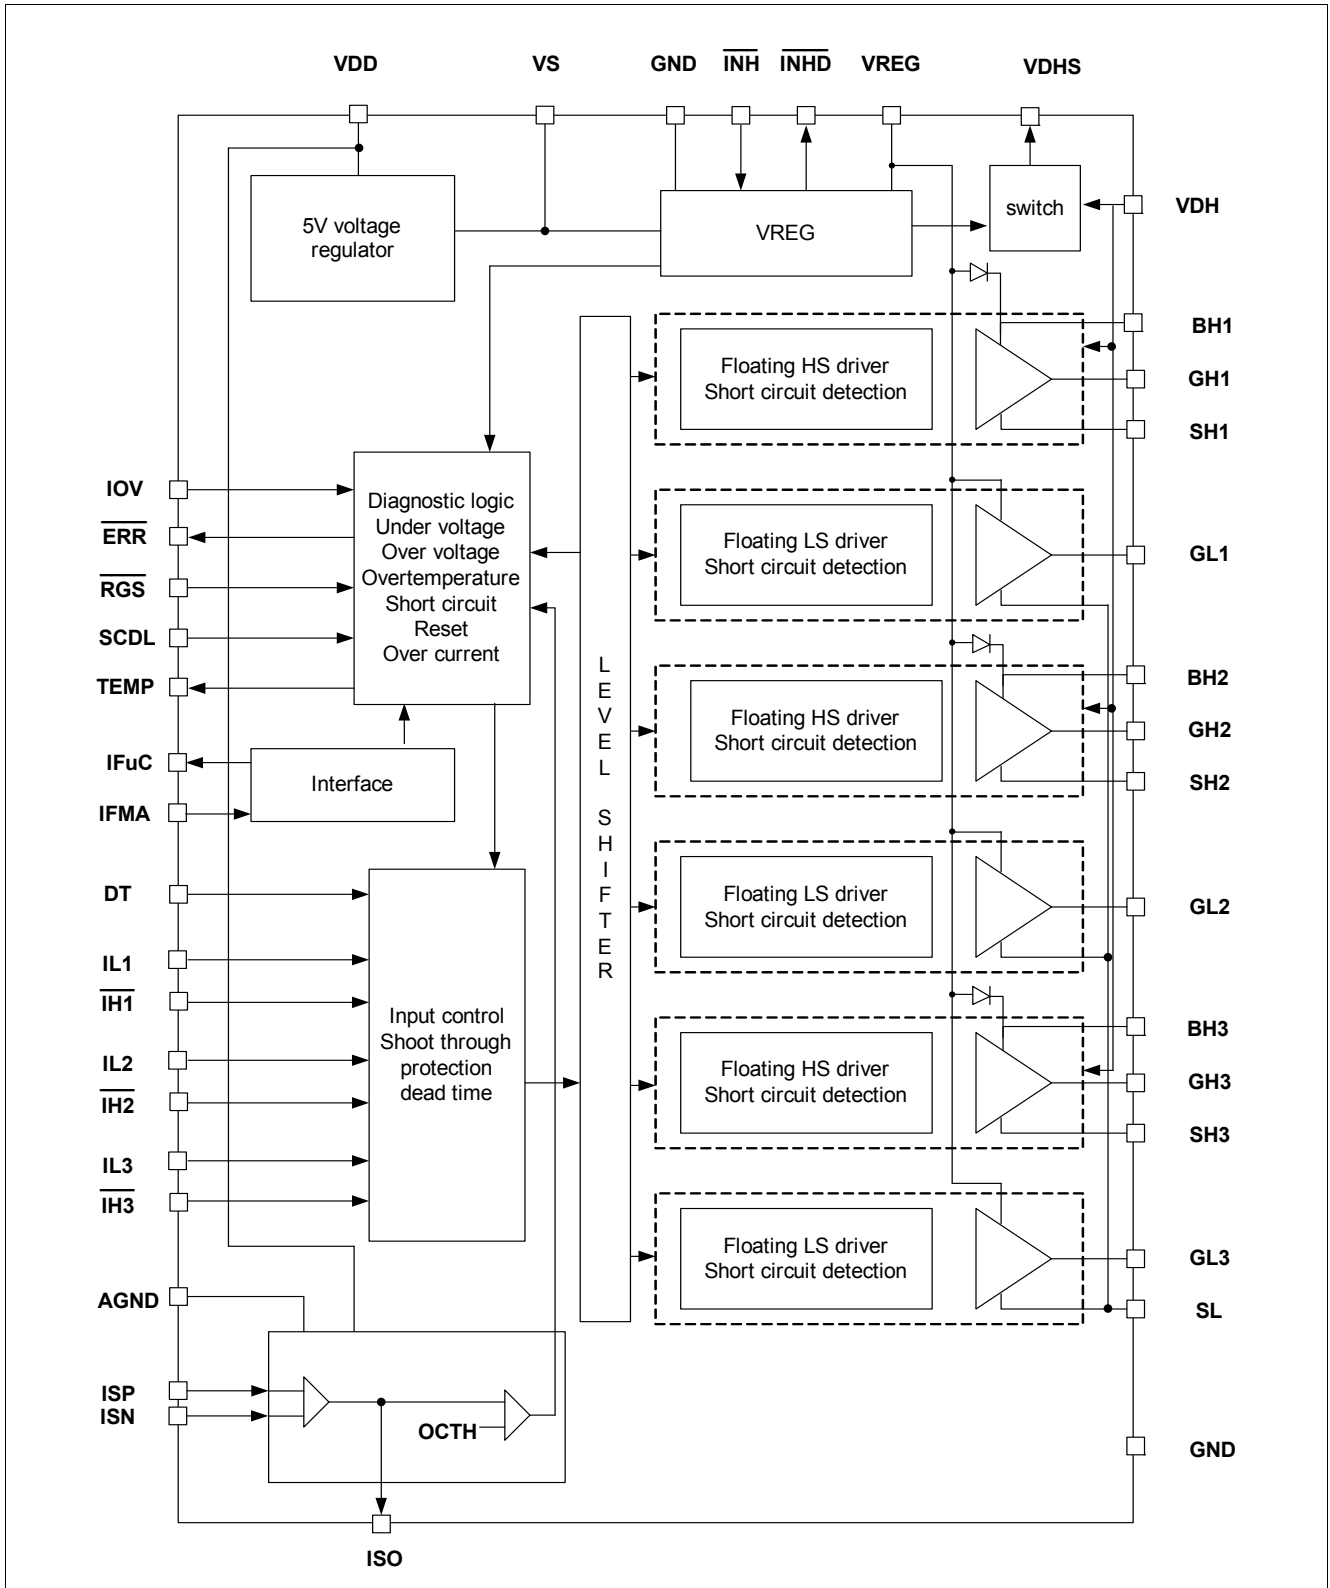 VDD
VS
GND
INH
INHD
VREG
VDHS
5V voltage
regulator
VREG
switch
VDH
Floating HS driver
Short circuit detection
BH1
GH1
SH1
IOV
ERR
RGS
SCDL
TEMP
Diagnostic logic
Under voltage
Over voltage
Overtemperature
Short circuit
Reset
Over current
Floating LS driver
Short circuit detection
GL1
LEVEL SHIFTER
Floating HS driver
Short circuit detection
BH2
GH2
SH2
IFuC
IFMA
Interface
Floating LS driver
Short circuit detection
GL2
DT
IL1
IH1
IL2
IH2
IL3
IH3
Input control
Shoot through
protection
dead time
Floating HS driver
Short circuit detection
BH3
GH3
SH3
Floating LS driver
Short circuit detection
GL3
SL
AGND
ISP
ISN
OCTH
GND
ISO